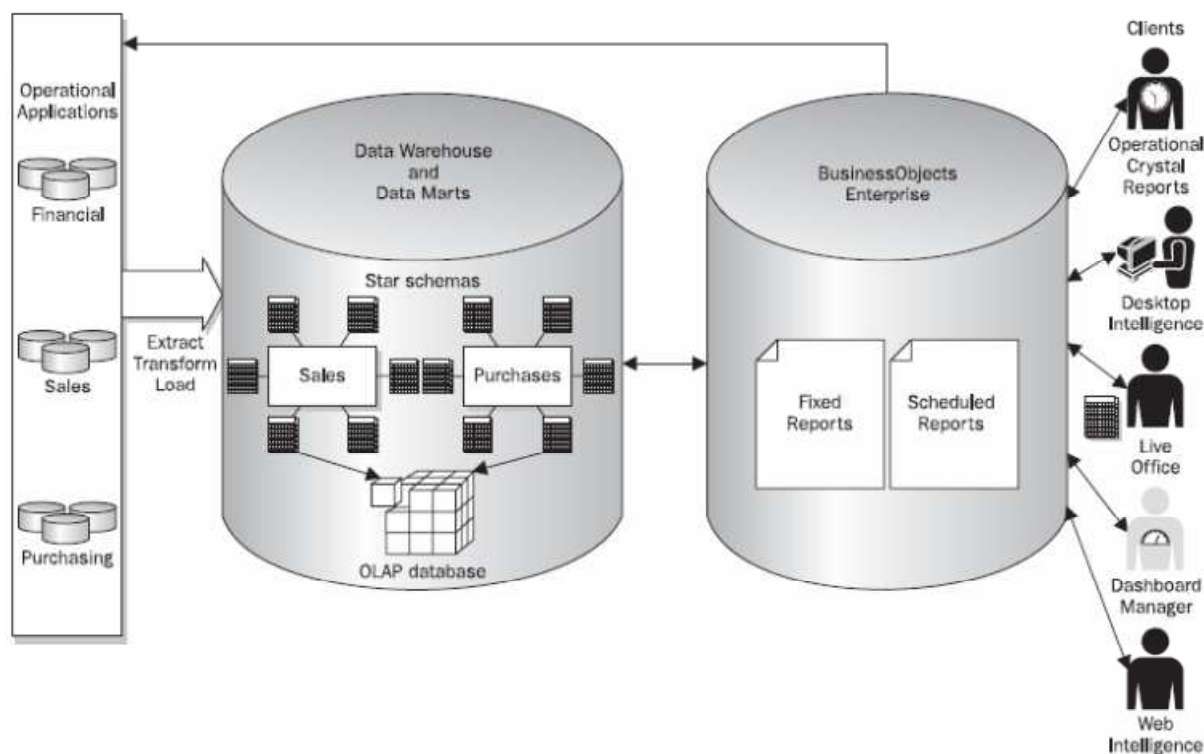 Operational
Applications
Financial
Sales
Purchasing
Extract
Transform
Load
Data Warehouse
and
Data Marts
Star schemas
Sales
Purchases
OLAP database
BusinessObjects
Enterprise
Fixed
Reports
Scheduled
Reports
Clients
Operational
Crystal
Reports
Desktop
Intelligence
Live
Office
Dashboard
Manager
Web
Intelligence